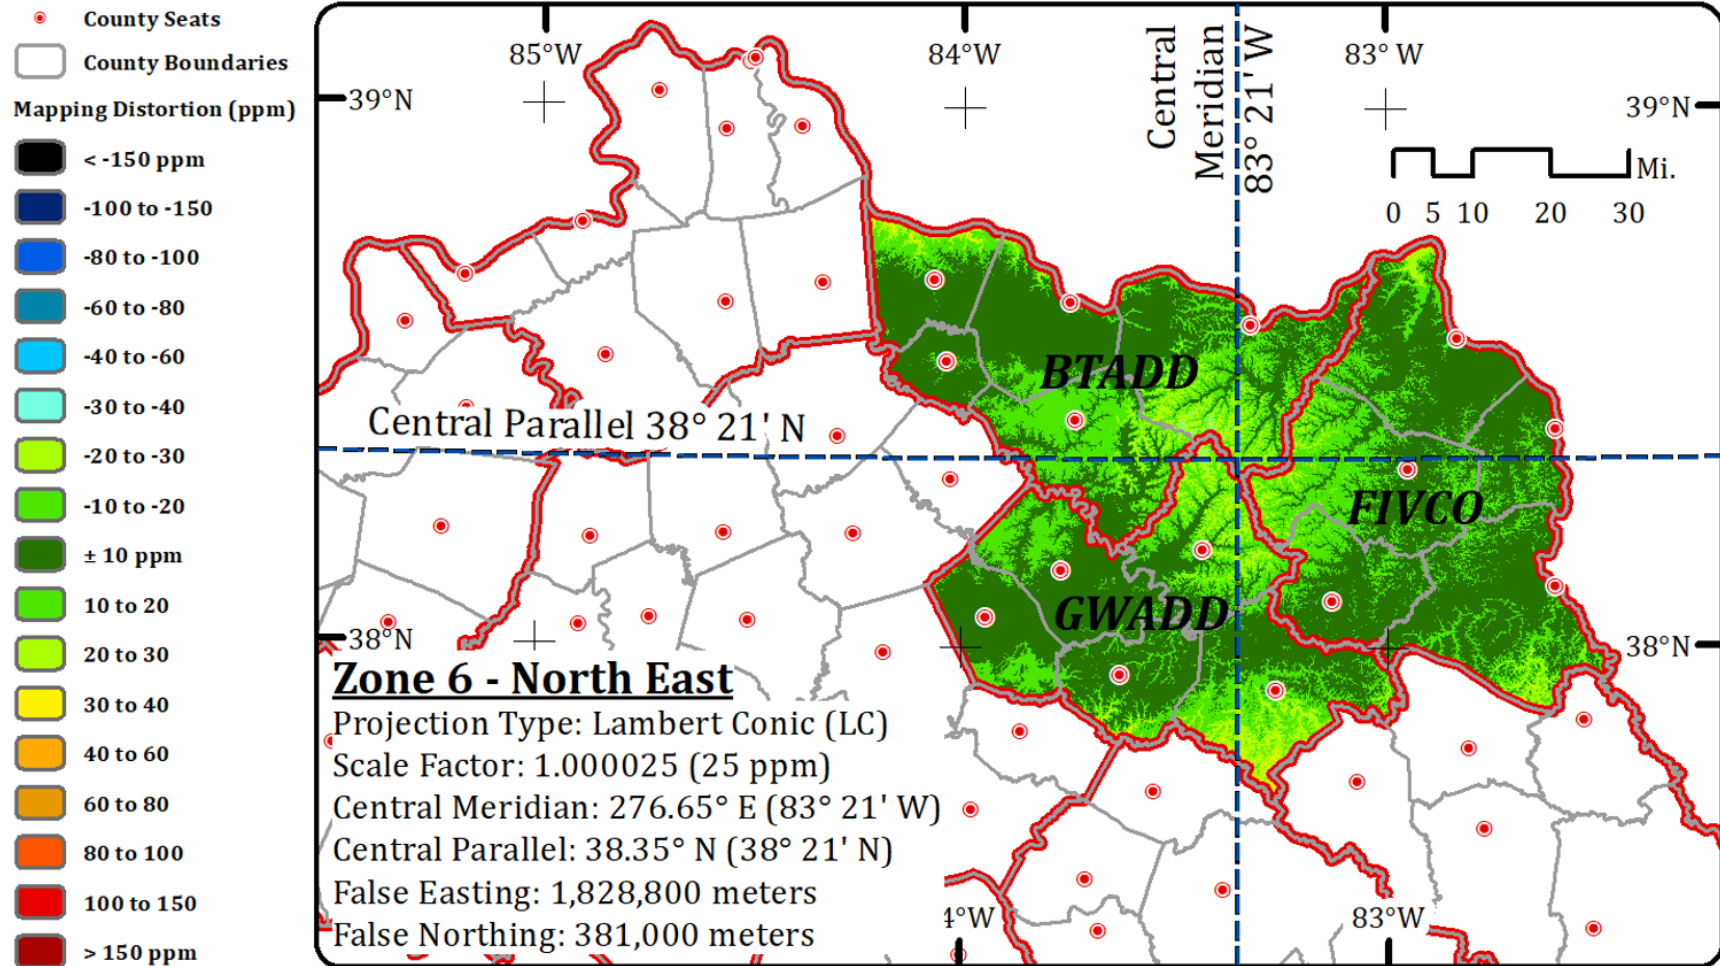 County Seats
County Boundaries
Mapping Distortion (ppm)
< -150 ppm
-100 to -150
-80 to -100
-60 to -80
-40 to -60
-30 to -40
-20 to -30
-10 to -20
± 10 ppm
10 to 20
20 to 30
30 to 40
40 to 60
60 to 80
80 to 100
100 to 150
> 150 ppm
85°W
84°W
83°W
39°N
39°N
Central
Meridian
83° 21' W
Mi.
0 5 10 20 30
BTADD
Central Parallel 38° 21' N
FIVCO
GWADD
38°N
38°N
Zone 6 - North East
Projection Type: Lambert Conic (LC)
Scale Factor: 1.000025 (25 ppm)
Central Meridian: 276.65° E (83° 21' W)
Central Parallel: 38.35° N (38° 21' N)
False Easting: 1,828,800 meters
False Northing: 381,000 meters
4°W
83°W